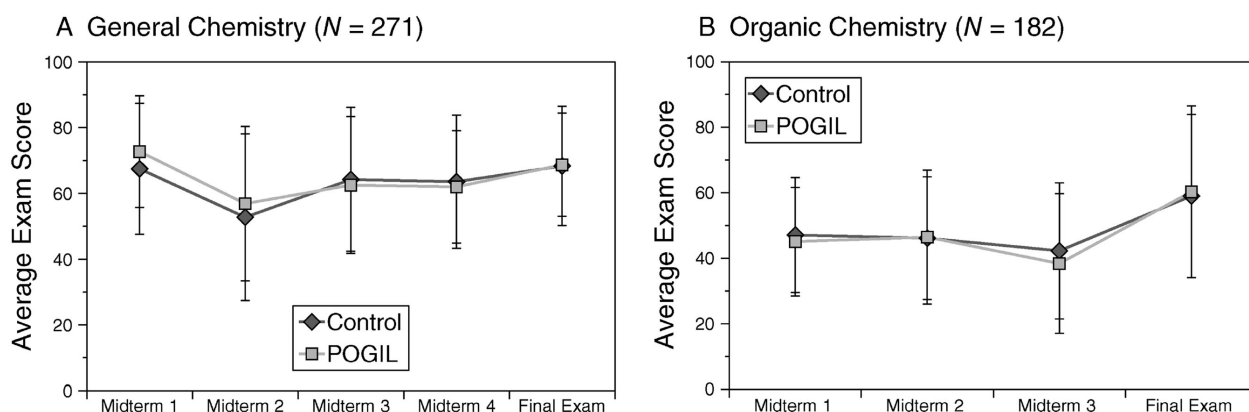 A General Chemistry (N = 271)
Average Exam Score
100
80
60
40
20
0
Control
POGIL
Midterm 1
Midterm 2
Midterm 3
Midterm 4
Final Exam
B Organic Chemistry (N = 182)
Average Exam Score
100
80
60
40
20
0
Control
POGIL
Midterm 1
Midterm 2
Midterm 3
Final Exam